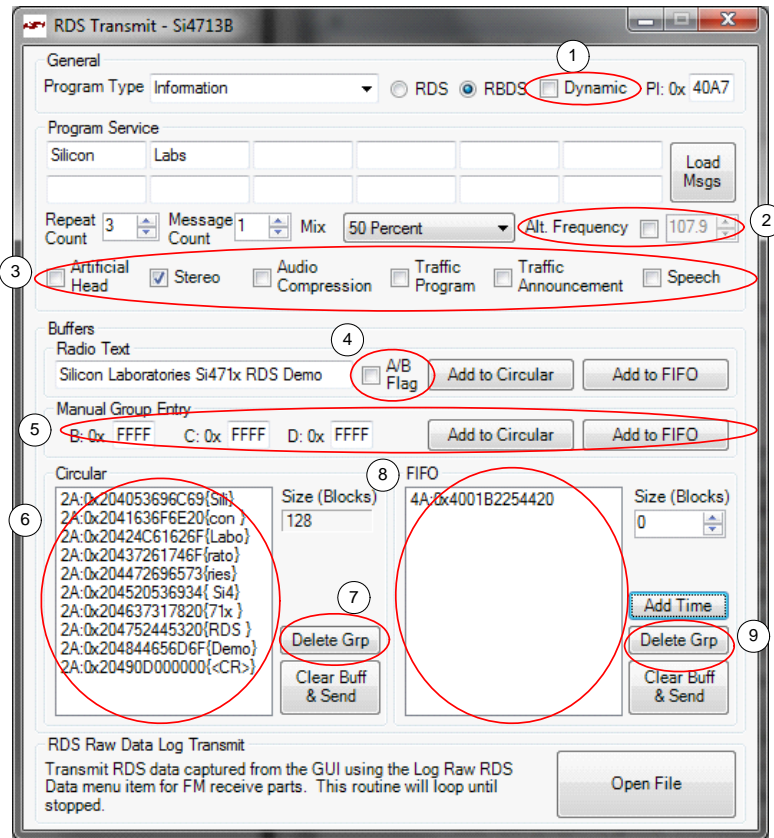 RDS Transmit - Si4713B
General
1
Program Type Information RDS RBDS Dynamic PI: 0x 40A7
Program Service
Silicon Labs
Load Msgs
Repeat Count 3 Message Count 1 Mix 50 Percent Alt. Frequency 107.9
2
3
Artificial Head Stereo Audio Compression Traffic Program Traffic Announcement Speech
Buffers
4
Radio Text
Silicon Laboratories Si471x RDS Demo A/B Flag Add to Circular Add to FIFO
Manual Group Entry
5
B: 0x FFFF C: 0x FFFF D: 0x FFFF Add to Circular Add to FIFO
Circular
6
2A:0x204053696C69{Sili}
2A:0x2041636F6E20{con }
2A:0x20424C61626F{Labo}
2A:0x20437261746F{rato}
2A:0x204472696573{ries}
2A:0x204520536934{ Si4}
2A:0x204637317820{71x }
2A:0x204752445320{RDS }
2A:0x204844656D6F{Demo}
2A:0x20490D000000{<CR>}
Size (Blocks)
128
7
Delete Grp
Clear Buff & Send
8
FIFO
4A:0x4001B2254420
Size (Blocks)
0
Add Time
Delete Grp
9
Clear Buff & Send
RDS Raw Data Log Transmit
Transmit RDS data captured from the GUI using the Log Raw RDS
Data menu item for FM receive parts. This routine will loop until
stopped.
Open File